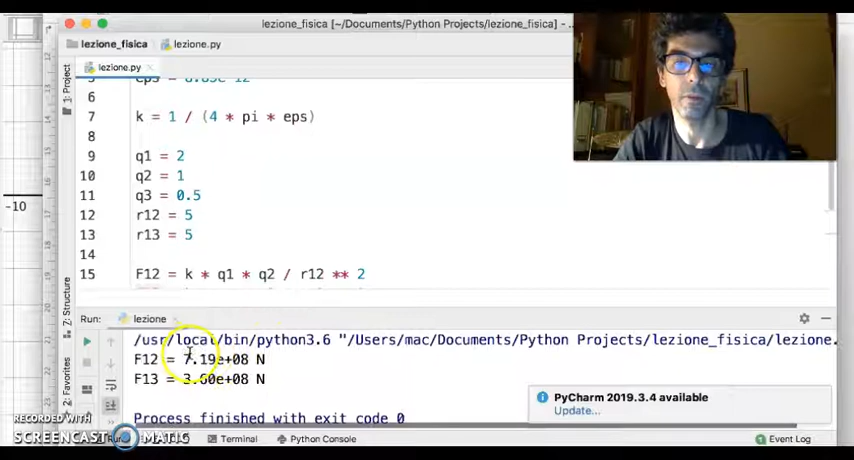 lezione_fisica [~/Documents/Python Projects/lezione_fisica] –
lezione_fisica lezione.py
1: Project
lezione.py
6
7 k = 1 / (4 * pi * eps)
8
9 q1 = 2
10 q2 = 1
11 q3 = 0.5
12 r12 = 5
13 r13 = 5
14
15 F12 = k * q1 * q2 / r12 ** 2
-10
Z: Structure
2: Favorites
Run: lezione
/usr/local/bin/python3.6 "/Users/mac/Documents/Python Projects/lezione_fisica/lezione.
F12 = 7.19e+08 N
F13 = 3.60e+08 N
Process finished with exit code 0
PyCharm 2019.3.4 available
Update...
RECORDED WITH
SCREENCAST MATIC
Terminal Python Console Event Log